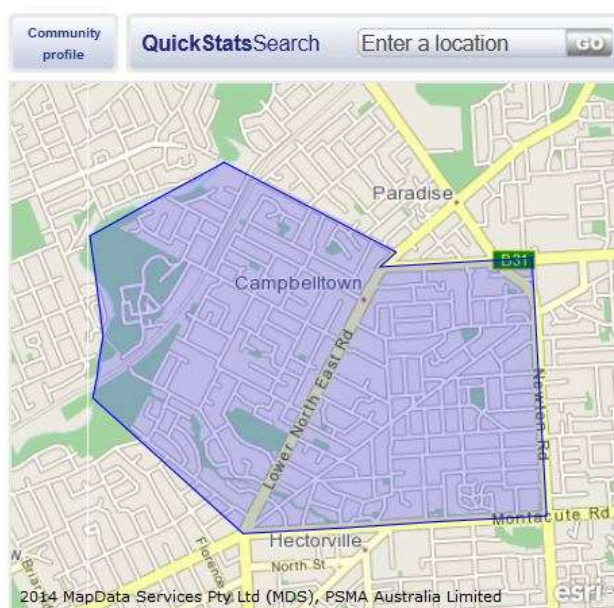 Community
profile
QuickStatsSearch
Enter a location
GO
Paradise
B31
Campbelltown
Lower North East Rd
Newton Rd
Montacute Rd
Hectorville
North St
2014 MapData Services Pty Ltd (MDS), PSMA Australia Limited
esri